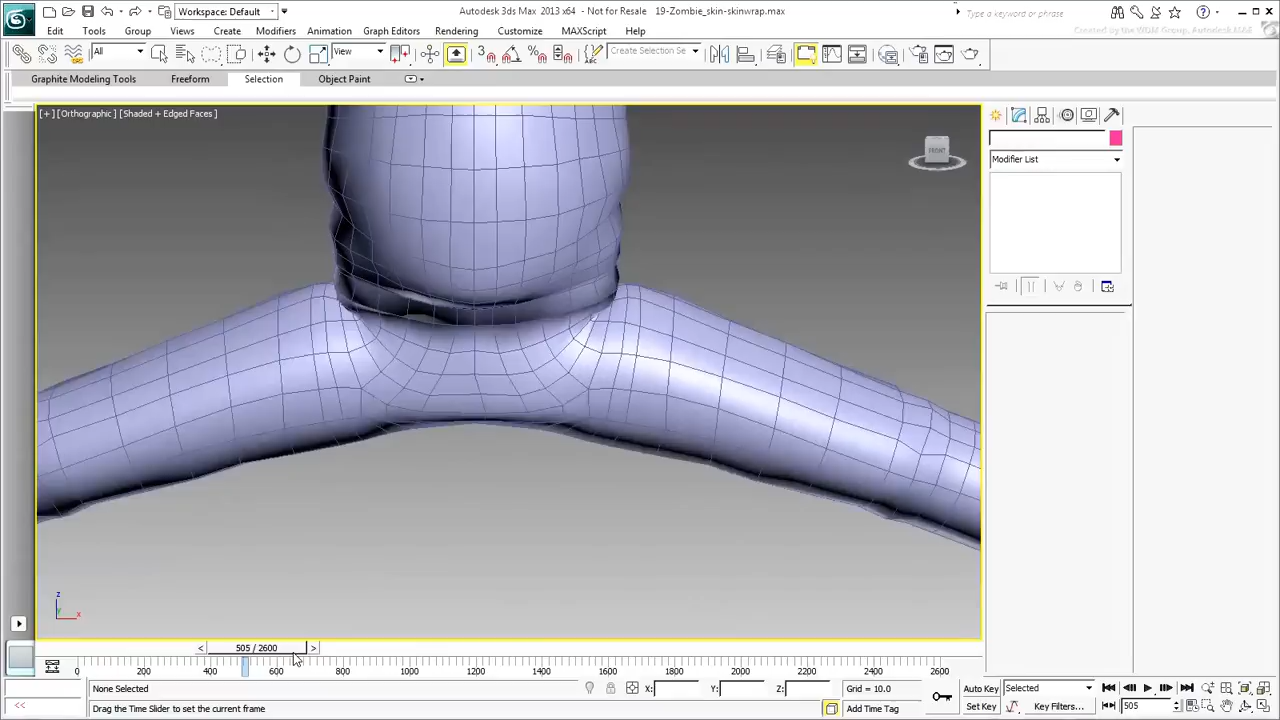 Workspace: Default
Autodesk 3ds Max 2013 x64 - Not for Resale 19-Zombie_skin-skinwrap.max
Type a keyword or phrase
Edit Tools Group Views Create Modifiers Animation Graph Editors Rendering Customize MAXScript Help
All View Create Selection Se
Graphite Modeling Tools Freeform Selection Object Paint
[+] [Orthographic] [Shaded + Edged Faces]
FRONT
Modifier List
z
x
< 505 / 2600 >
0 200 400 600 800 1000 1200 1400 1600 1800 2000 2200 2400 2600
None Selected X: Y: Z: Grid = 10.0 Auto Key Selected
<< Drag the Time Slider to set the current frame Add Time Tag Set Key Key Filters... 505